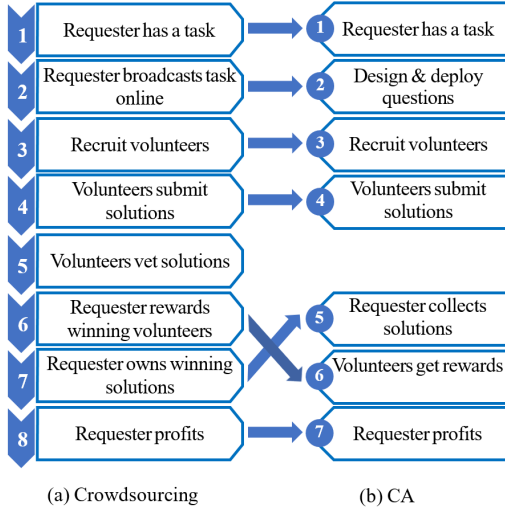 1
Requester has a task
2
Requester broadcasts task
online
3
Recruit volunteers
4
Volunteers submit
solutions
5
Volunteers vet solutions
6
Requester rewards
winning volunteers
7
Requester owns winning
solutions
8
Requester profits
(a) Crowdsourcing
1
Requester has a task
2
Design & deploy
questions
3
Recruit volunteers
4
Volunteers submit
solutions
5
Requester collects
solutions
6
Volunteers get rewards
7
Requester profits
(b) CA